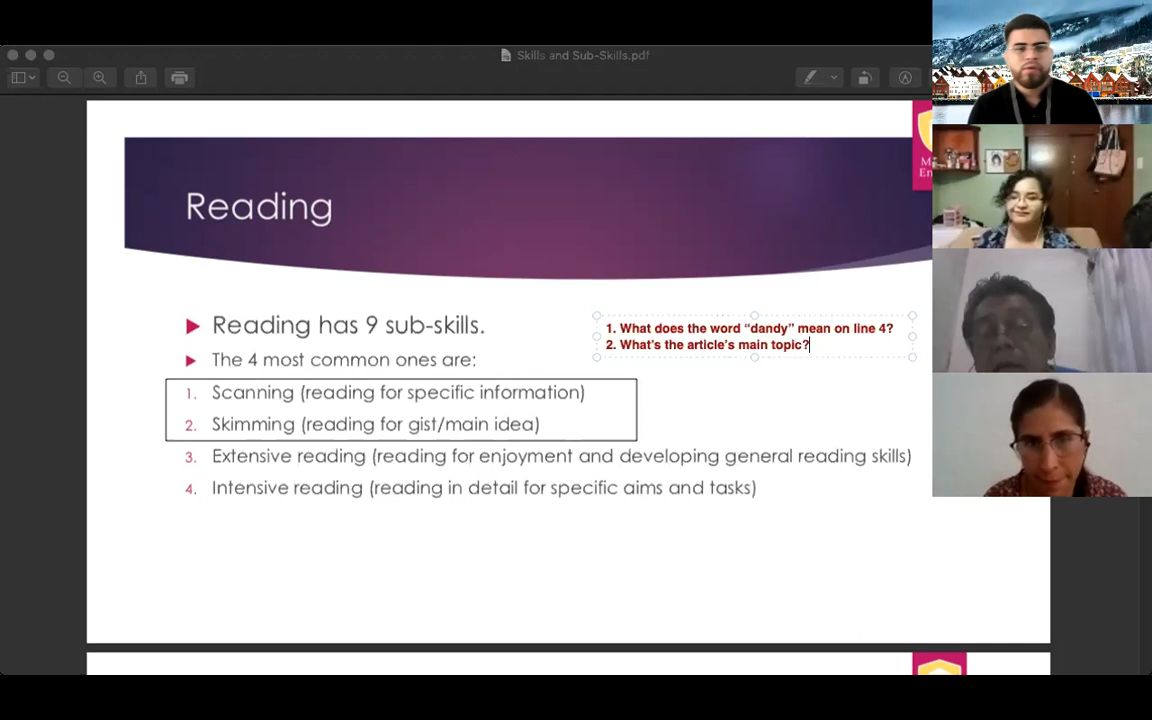 Skills and Sub-Skills.pdf
Reading
Reading has 9 sub-skills.
The 4 most common ones are:
1. Scanning (reading for specific information)
2. Skimming (reading for gist/main idea)
3. Extensive reading (reading for enjoyment and developing general reading skills)
4. Intensive reading (reading in detail for specific aims and tasks)
1. What does the word “dandy” mean on line 4?
2. What's the article's main topic?